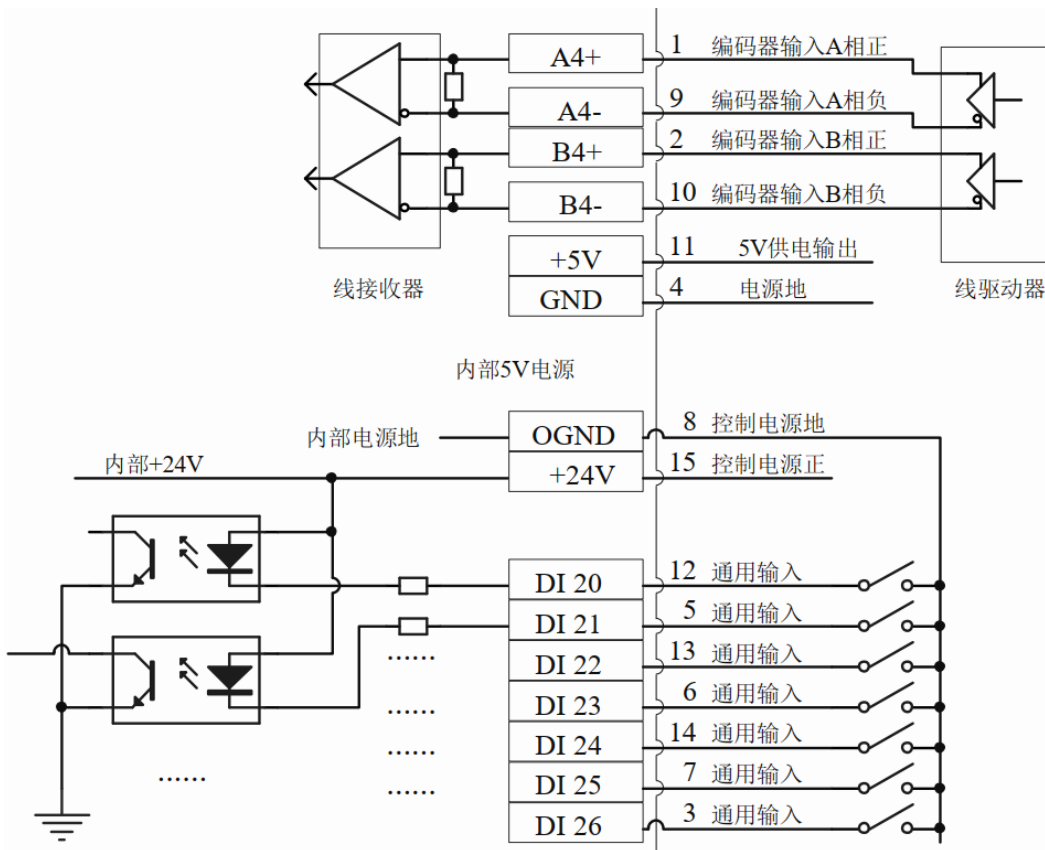 A4+ 1 编码器输入A相正
A4- 9 编码器输入A相负
B4+ 2 编码器输入B相正
B4- 10 编码器输入B相负
+5V 11 5V供电输出
线接收器 GND 4 电源地 线驱动器
内部5V电源
内部电源地 OGND 8 控制电源地
内部+24V +24V 15 控制电源正
DI 20 12 通用输入
DI 21 5 通用输入
...... DI 22 13 通用输入
...... DI 23 6 通用输入
...... DI 24 14 通用输入
...... ...... DI 25 7 通用输入
DI 26 3 通用输入